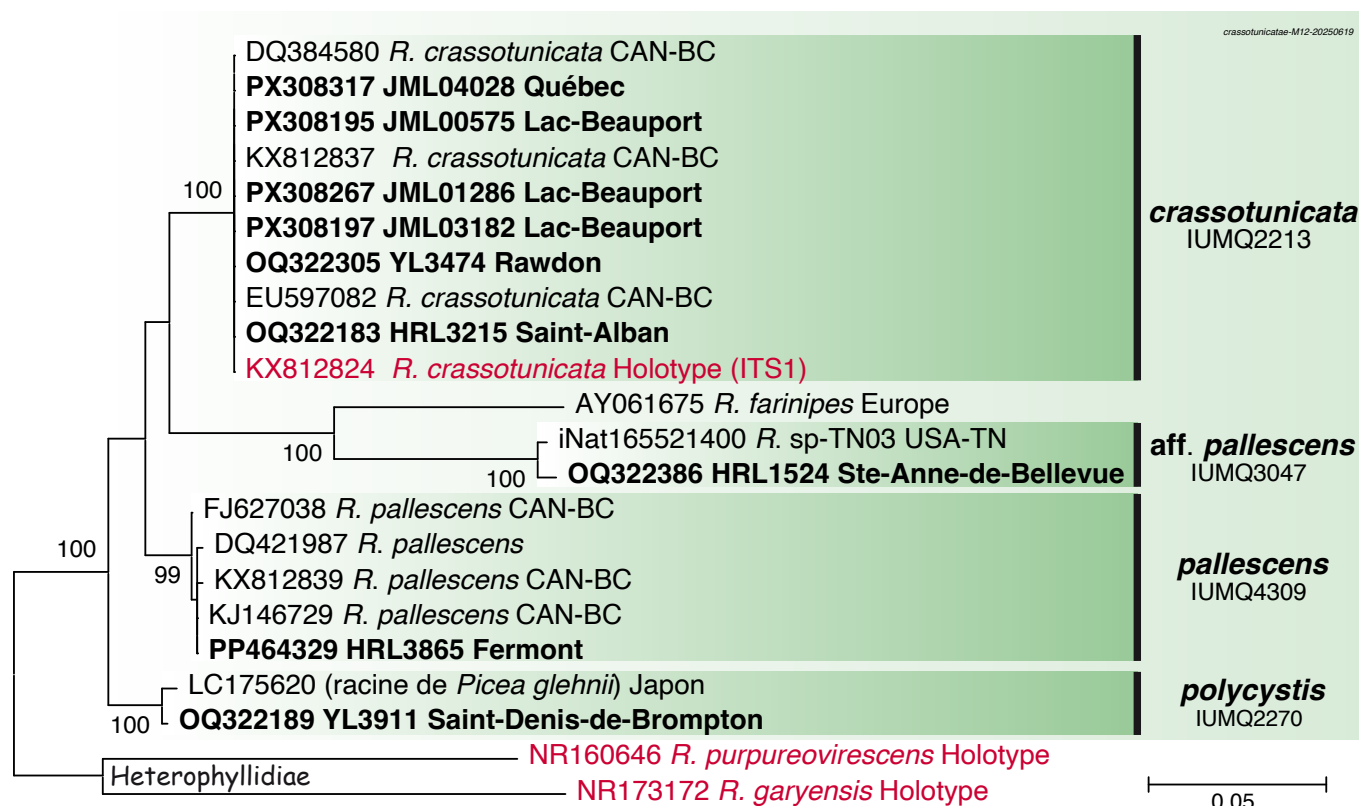 crassotunicatae-M12-20250619
DQ384580 R. crassotunicata CAN-BC
PX308317 JML04028 Québec
PX308195 JML00575 Lac-Beauport
KX812837 R. crassotunicata CAN-BC
100
PX308267 JML01286 Lac-Beauport
PX308197 JML03182 Lac-Beauport
crassotunicata
IUMQ2213
OQ322305 YL3474 Rawdon
EU597082 R. crassotunicata CAN-BC
OQ322183 HRL3215 Saint-Alban
KX812824 R. crassotunicata Holotype (ITS1)
AY061675 R. farinipes Europe
100
iNat165521400 R. sp-TN03 USA-TN
100
OQ322386 HRL1524 Ste-Anne-de-Bellevue
aff. pallescens
IUMQ3047
FJ627038 R. pallescens CAN-BC
100
DQ421987 R. pallescens
99
KX812839 R. pallescens CAN-BC
pallescens
IUMQ4309
KJ146729 R. pallescens CAN-BC
PP464329 HRL3865 Fermont
LC175620 (racine de Picea glehnii) Japon
100
OQ322189 YL3911 Saint-Denis-de-Brompton
polycystis
IUMQ2270
NR160646 R. purpureovirescens Holotype
Heterophyllidiae
NR173172 R. garyensis Holotype
0.05